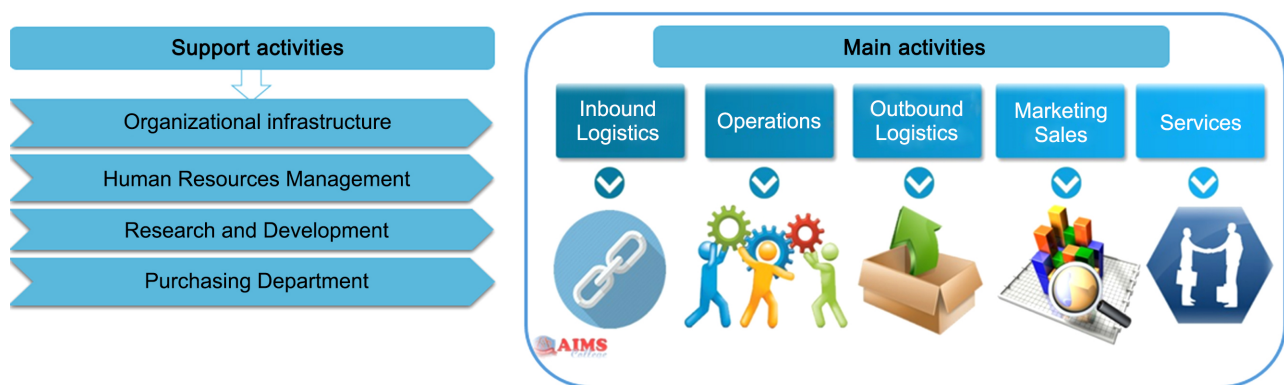 Support activities
Organizational infrastructure
Human Resources Management
Research and Development
Purchasing Department
Main activities
Inbound
Logistics
Operations
Outbound
Logistics
Marketing
Sales
Services
AIMS
College